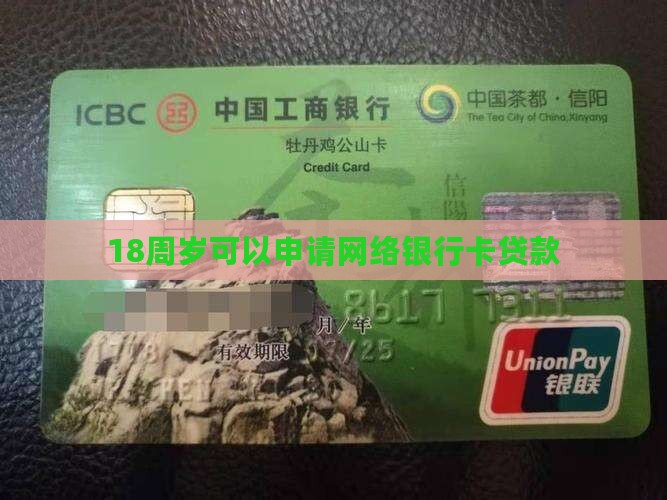 ICBC 中国工商银行 中国茶都·信阳
The Tea City of China,Xinyang
牡丹鸡公山卡
Credit Card
信陽
18周岁可以申请网络银行卡贷款
月/年
有效期限
UnionPay
银联